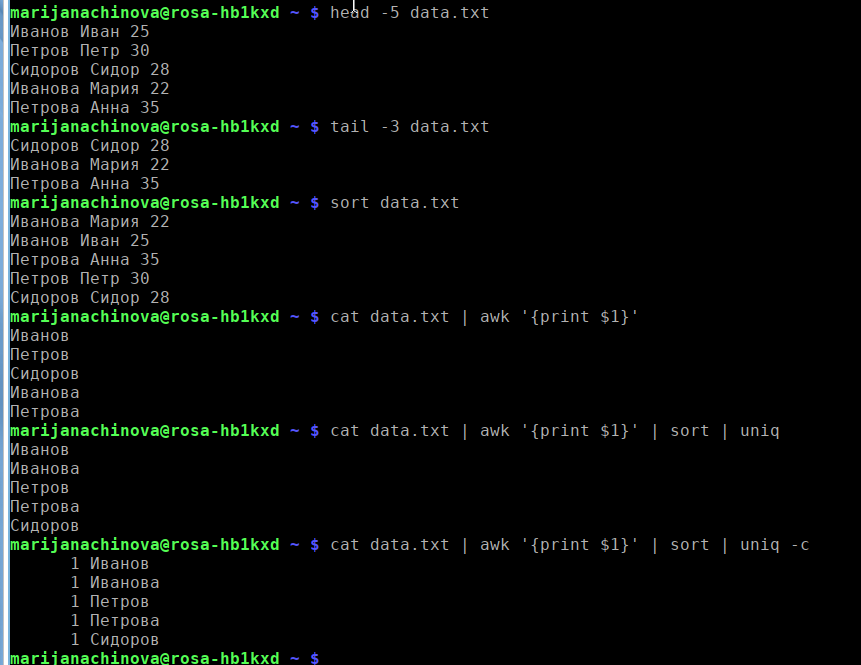 marijanachinova@rosa-hb1kxd ~ $ head -5 data.txt
Иванов Иван 25
Петров Петр 30
Сидоров Сидор 28
Иванова Мария 22
Петрова Анна 35
marijanachinova@rosa-hb1kxd ~ $ tail -3 data.txt
Сидоров Сидор 28
Иванова Мария 22
Петрова Анна 35
marijanachinova@rosa-hb1kxd ~ $ sort data.txt
Иванова Мария 22
Иванов Иван 25
Петрова Анна 35
Петров Петр 30
Сидоров Сидор 28
marijanachinova@rosa-hb1kxd ~ $ cat data.txt | awk '{print $1}'
Иванов
Петров
Сидоров
Иванова
Петрова
marijanachinova@rosa-hb1kxd ~ $ cat data.txt | awk '{print $1}' | sort | uniq
Иванов
Иванова
Петров
Петрова
Сидоров
marijanachinova@rosa-hb1kxd ~ $ cat data.txt | awk '{print $1}' | sort | uniq -c
      1 Иванов
      1 Иванова
      1 Петров
      1 Петрова
      1 Сидоров
marijanachinova@rosa-hb1kxd ~ $